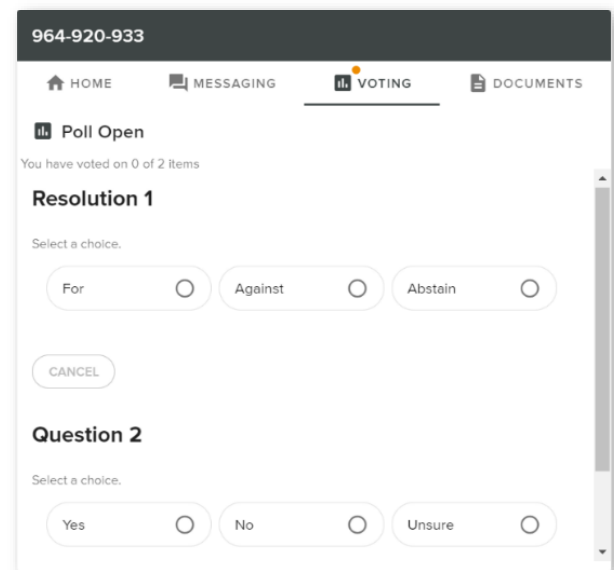 964-920-933
HOME MESSAGING VOTING DOCUMENTS
Poll Open
You have voted on 0 of 2 items
Resolution 1
Select a choice.
For Against Abstain
CANCEL
Question 2
Select a choice.
Yes No Unsure